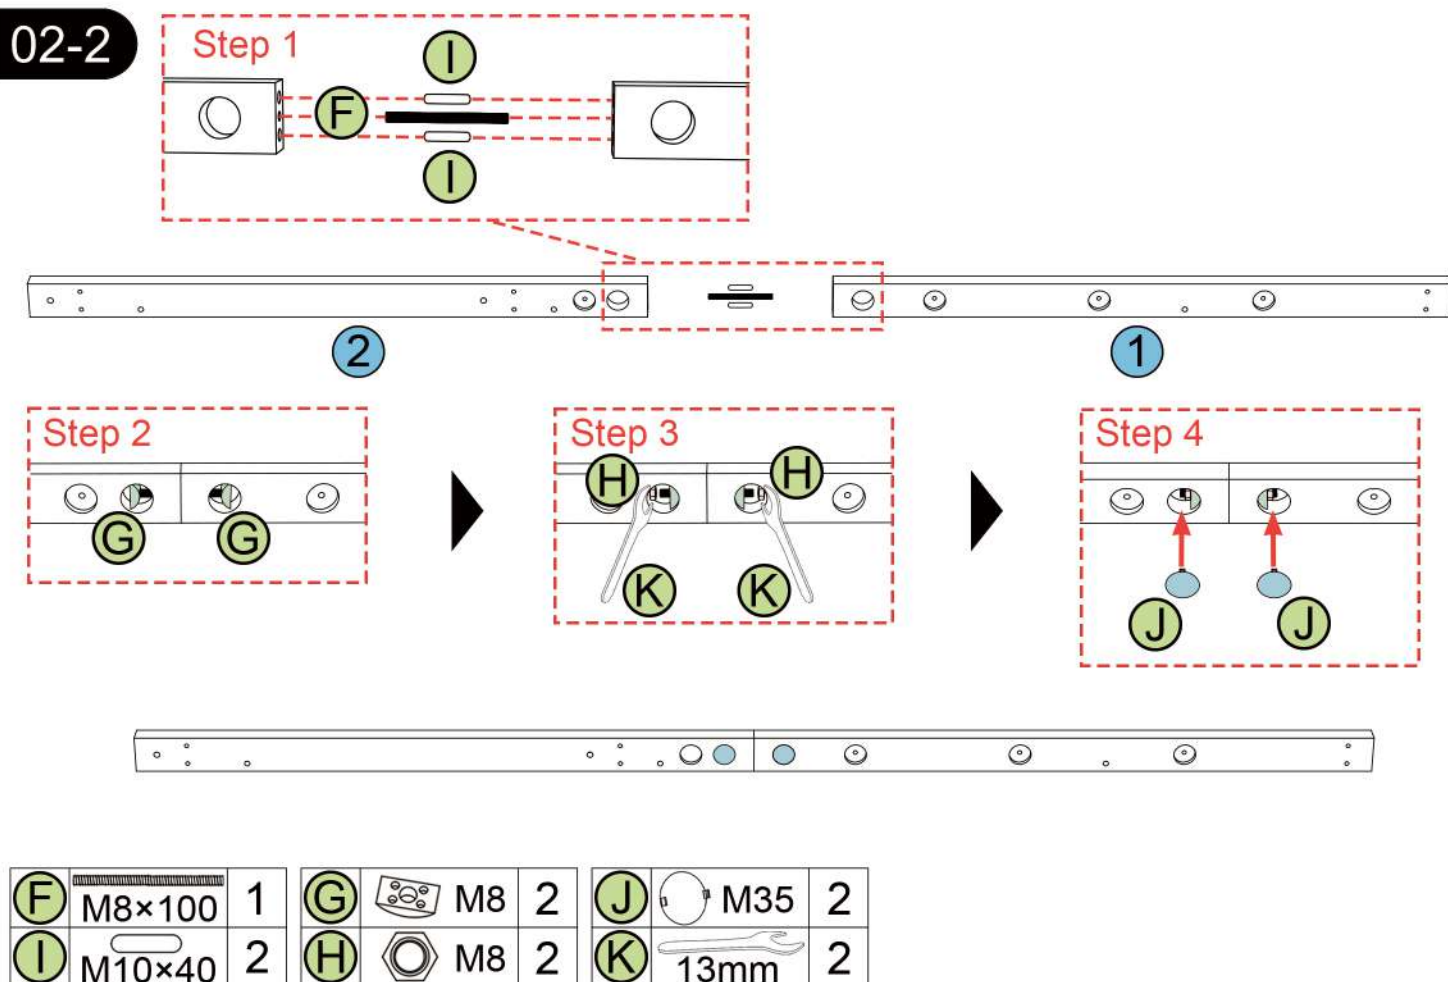 02-2
Step 1
I
F
I
2
1
Step 2
G
G
Step 3
H
H
K
K
Step 4
J
J
F M8×100 1
G M8 2
J M35 2
I M10×40 2
H M8 2
K 13mm 2